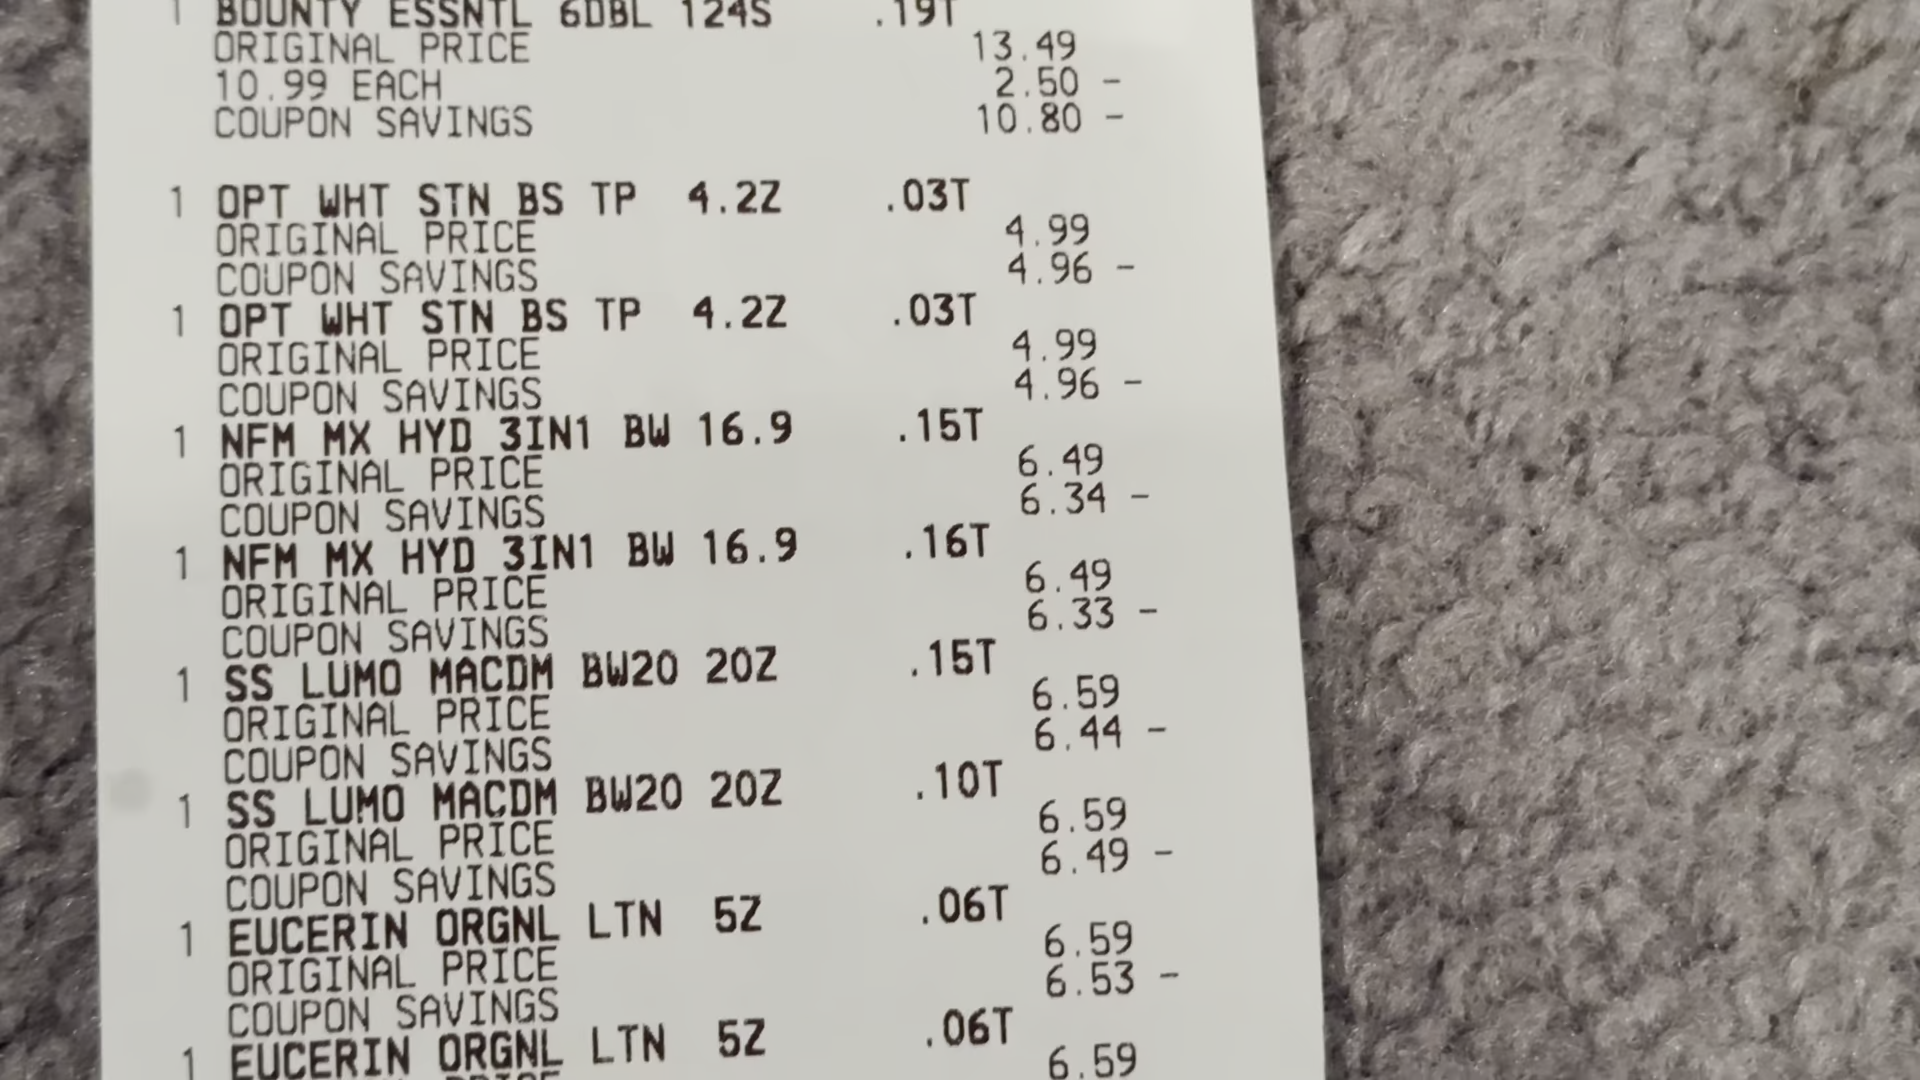 1 BOUNTY ESSNTL 6DBL 124S .19T
ORIGINAL PRICE 13.49
10.99 EACH 2.50 -
COUPON SAVINGS 10.80 -
1 OPT WHT STN BS TP 4.2Z .03T
ORIGINAL PRICE 4.99
COUPON SAVINGS 4.96 -
1 OPT WHT STN BS TP 4.2Z .03T
ORIGINAL PRICE 4.99
COUPON SAVINGS 4.96 -
1 NFM MX HYD 3IN1 BW 16.9 .15T
ORIGINAL PRICE 6.49
COUPON SAVINGS 6.34 -
1 NFM MX HYD 3IN1 BW 16.9 .16T
ORIGINAL PRICE 6.49
COUPON SAVINGS 6.33 -
1 SS LUMO MACDM BW20 20Z .15T
ORIGINAL PRICE 6.59
COUPON SAVINGS 6.44 -
1 SS LUMO MACDM BW20 20Z .10T
ORIGINAL PRICE 6.59
COUPON SAVINGS 6.49 -
1 EUCERIN ORGNL LTN 5Z .06T
ORIGINAL PRICE 6.59
COUPON SAVINGS 6.53 -
1 EUCERIN ORGNL LTN 5Z .06T
PRICE 6.59